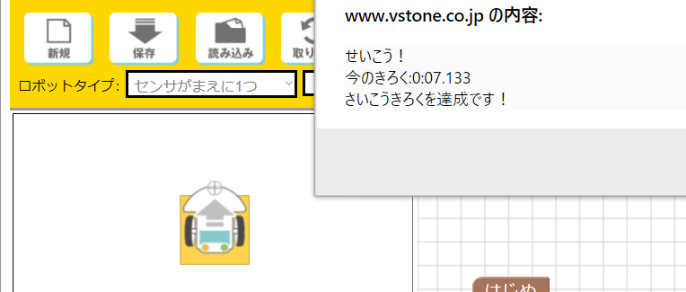 www.vstone.co.jp の内容:
せいこう！
今のきろく:0:07.133
さいこうきろくを達成です！
新規
保存
読み込み
取り
ロボットタイプ:
センサがまえに1つ
はじめ